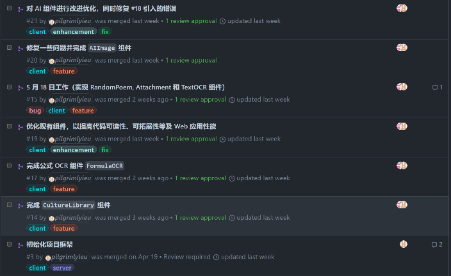 对 AI 组件进行改进优化，同时修复 #18 引入的错误
#21 by pilgrimlyieu was merged last week • 1 review approval updated last week
client enhancement fix
修复一些问题并完成 AIImage 组件
#20 by pilgrimlyieu was merged last week • 1 review approval updated last week
client feature
5 月 18 日工作（实现 RandomPoem, Attachment 和 TextOCR 组件） 1
#15 by pilgrimlyieu was merged 2 weeks ago • 1 review approval updated last week
bug client feature
优化现有组件，以提高代码可读性、可拓展性等及 Web 应用性能
#19 by pilgrimlyieu was merged last week • 1 review approval updated last week
client enhancement fix
完成公式 OCR 组件 FormulaOCR
#17 by pilgrimlyieu was merged 2 weeks ago • 1 review approval updated last week
client feature
完成 CultureLibrary 组件
#14 by pilgrimlyieu was merged 3 weeks ago • 1 review approval updated last week
client feature
初始化项目框架
by pilgrimlyieu was merged on Apr 19 • Review required updated last week
client server